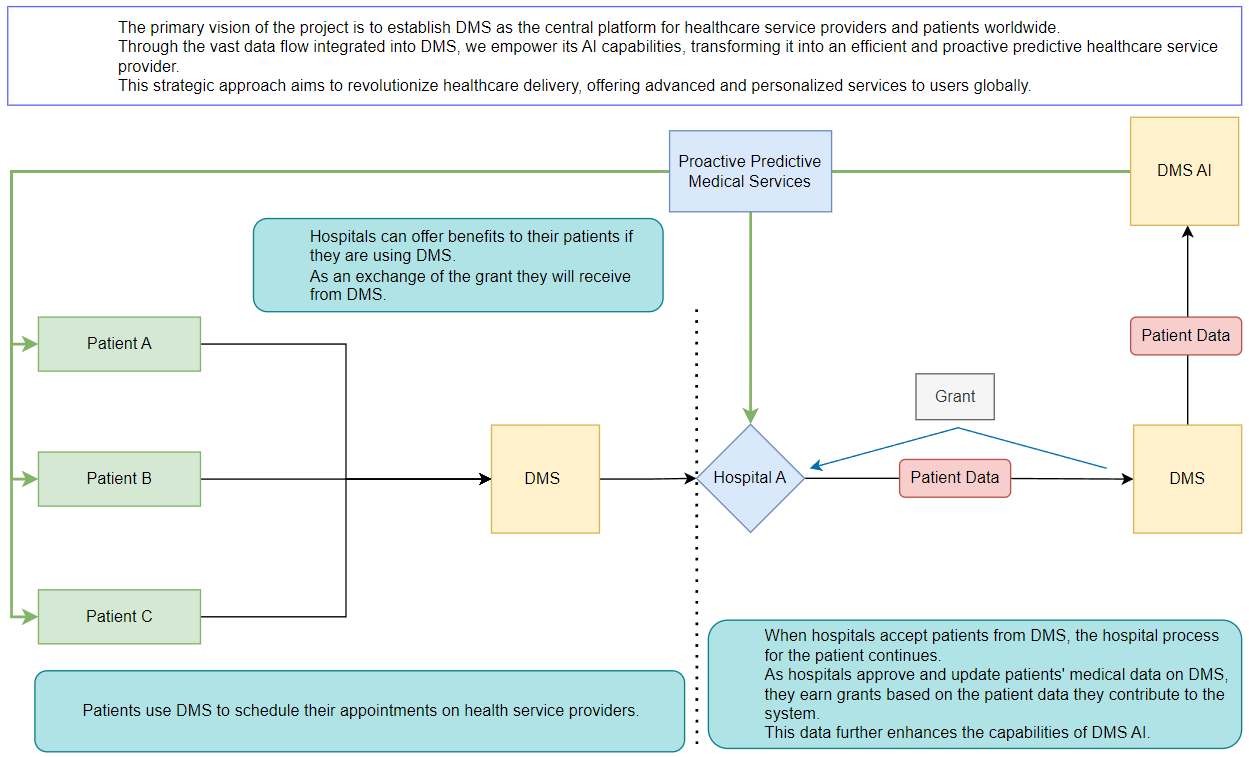 The primary vision of the project is to establish DMS as the central platform for healthcare service providers and patients worldwide.
Through the vast data flow integrated into DMS, we empower its AI capabilities, transforming it into an efficient and proactive predictive healthcare service
provider.
This strategic approach aims to revolutionize healthcare delivery, offering advanced and personalized services to users globally.
Proactive Predictive
Medical Services
DMS AI
Hospitals can offer benefits to their patients if
they are using DMS.
As an exchange of the grant they will receive
from DMS.
Patient A
Patient Data
Grant
Patient B
DMS
Hospital A
Patient Data
DMS
Patient C
When hospitals accept patients from DMS, the hospital process
for the patient continues.
As hospitals approve and update patients' medical data on DMS,
they earn grants based on the patient data they contribute to the
system.
This data further enhances the capabilities of DMS AI.
Patients use DMS to schedule their appointments on health service providers.